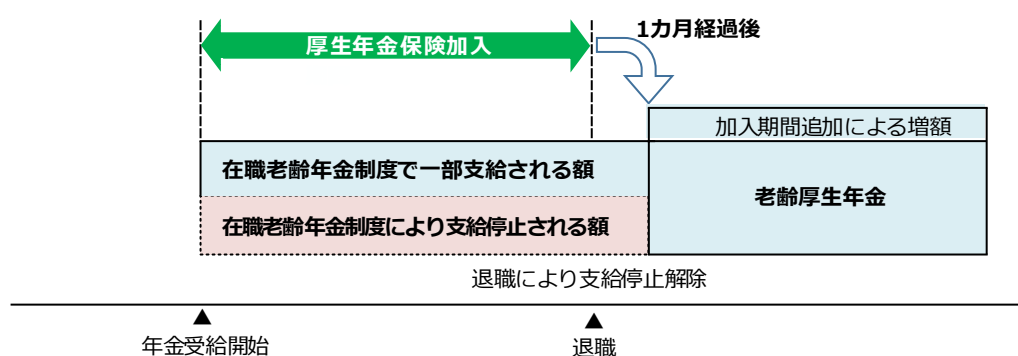 厚生年金保険加入
1カ月経過後
加入期間追加による増額
在職老齢年金制度で一部支給される額
老齢厚生年金
在職老齢年金制度により支給停止される額
退職により支給停止解除
▲
年金受給開始
▲
退職